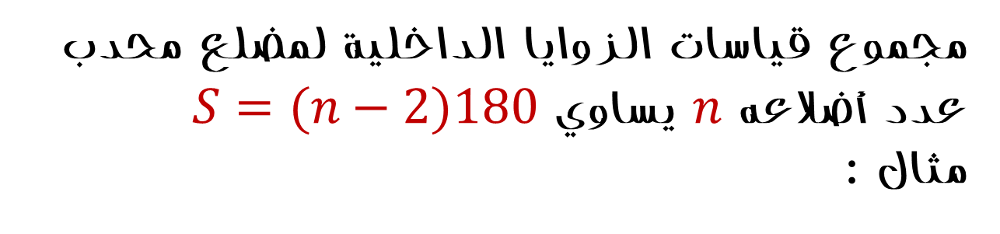 مجموع قياسات الزوايا الداخلية لمضلع محدب
عدد أضلاعه n يساوي S = (n − 2)180
مثال :